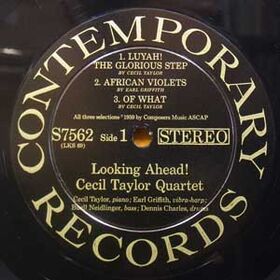 CONTEMPORARY
1. LUYAH!
THE GLORIOUS STEP
BY CECIL TAYLOR
2. AFRICAN VIOLETS
BY EARL GRIFFITH
3. OF WHAT
BY CECIL TAYLOR
All three selections ° 1959 by Composers Music ASCAP
S7562 Side 1 STEREO
(LKS 69)
Looking Ahead!
Cecil Taylor Quartet
Cecil Taylor, piano; Earl Griffith, vibra-harp;
Buell Neidlinger, bass; Dennis Charles, drums
RECORDS